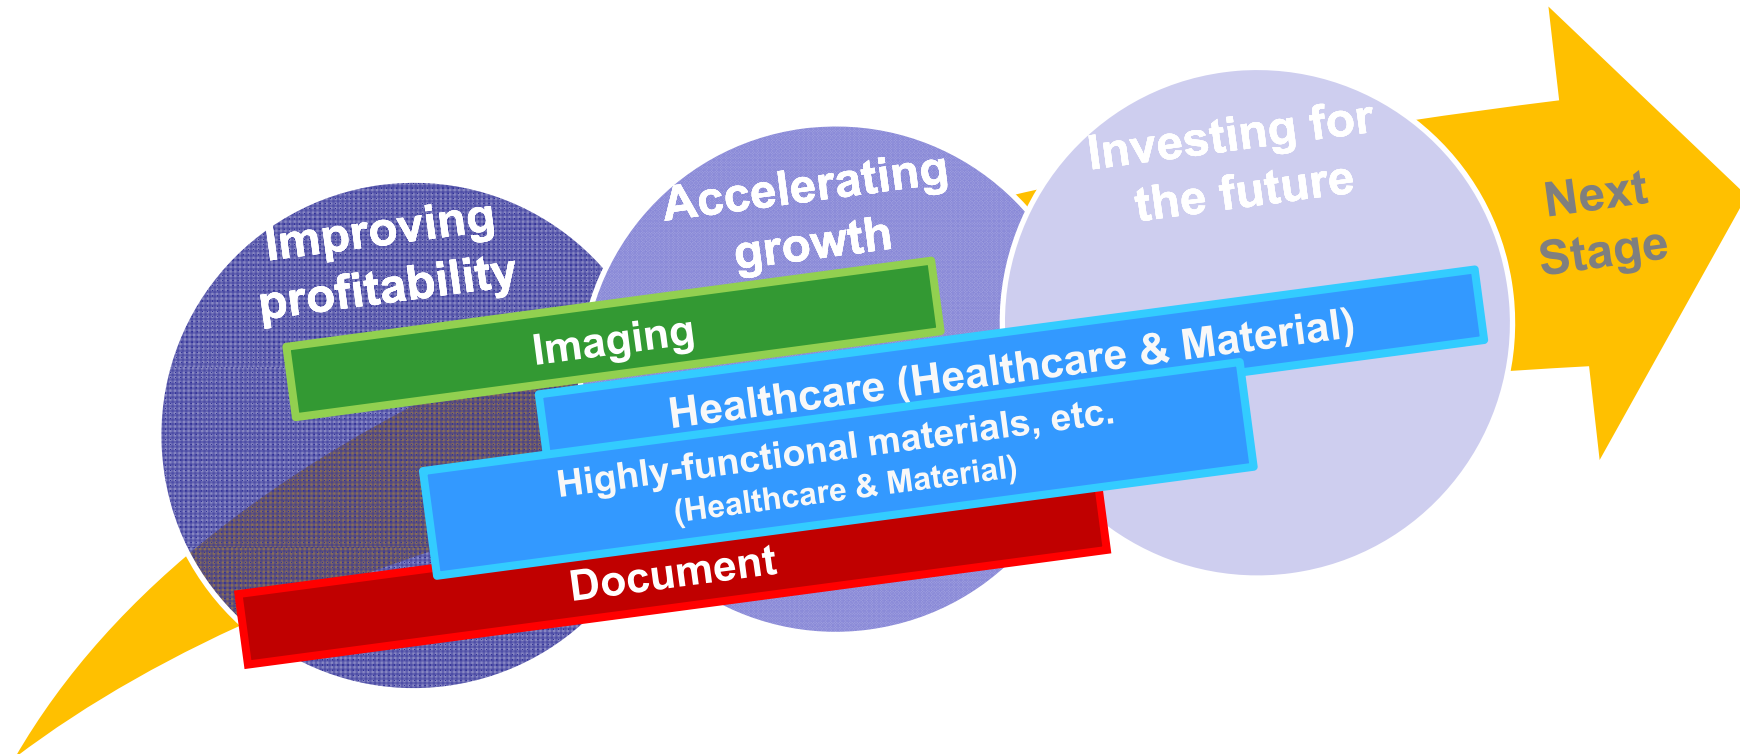 Improving
profitability
Accelerating
growth
Investing for
the future
Next
Stage
Imaging
Healthcare (Healthcare & Material)
Highly-functional materials, etc.
(Healthcare & Material)
Document